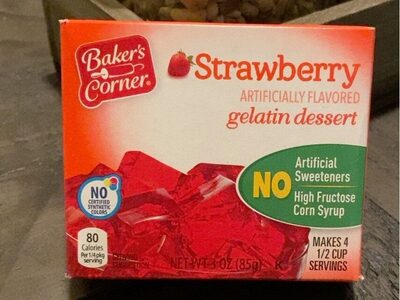 Baker's
Corner
Strawberry
ARTIFICIALLY FLAVORED
gelatin dessert
NO
Artificial
Sweeteners
High Fructose
Corn Syrup
NO
CERTIFIED
SYNTHETIC
COLORS
80
Calories
Per 1/4 pkg
serving
SUGGESTION
NET WT 3 OZ (85g)
K
MAKES 4
1/2 CUP
SERVINGS